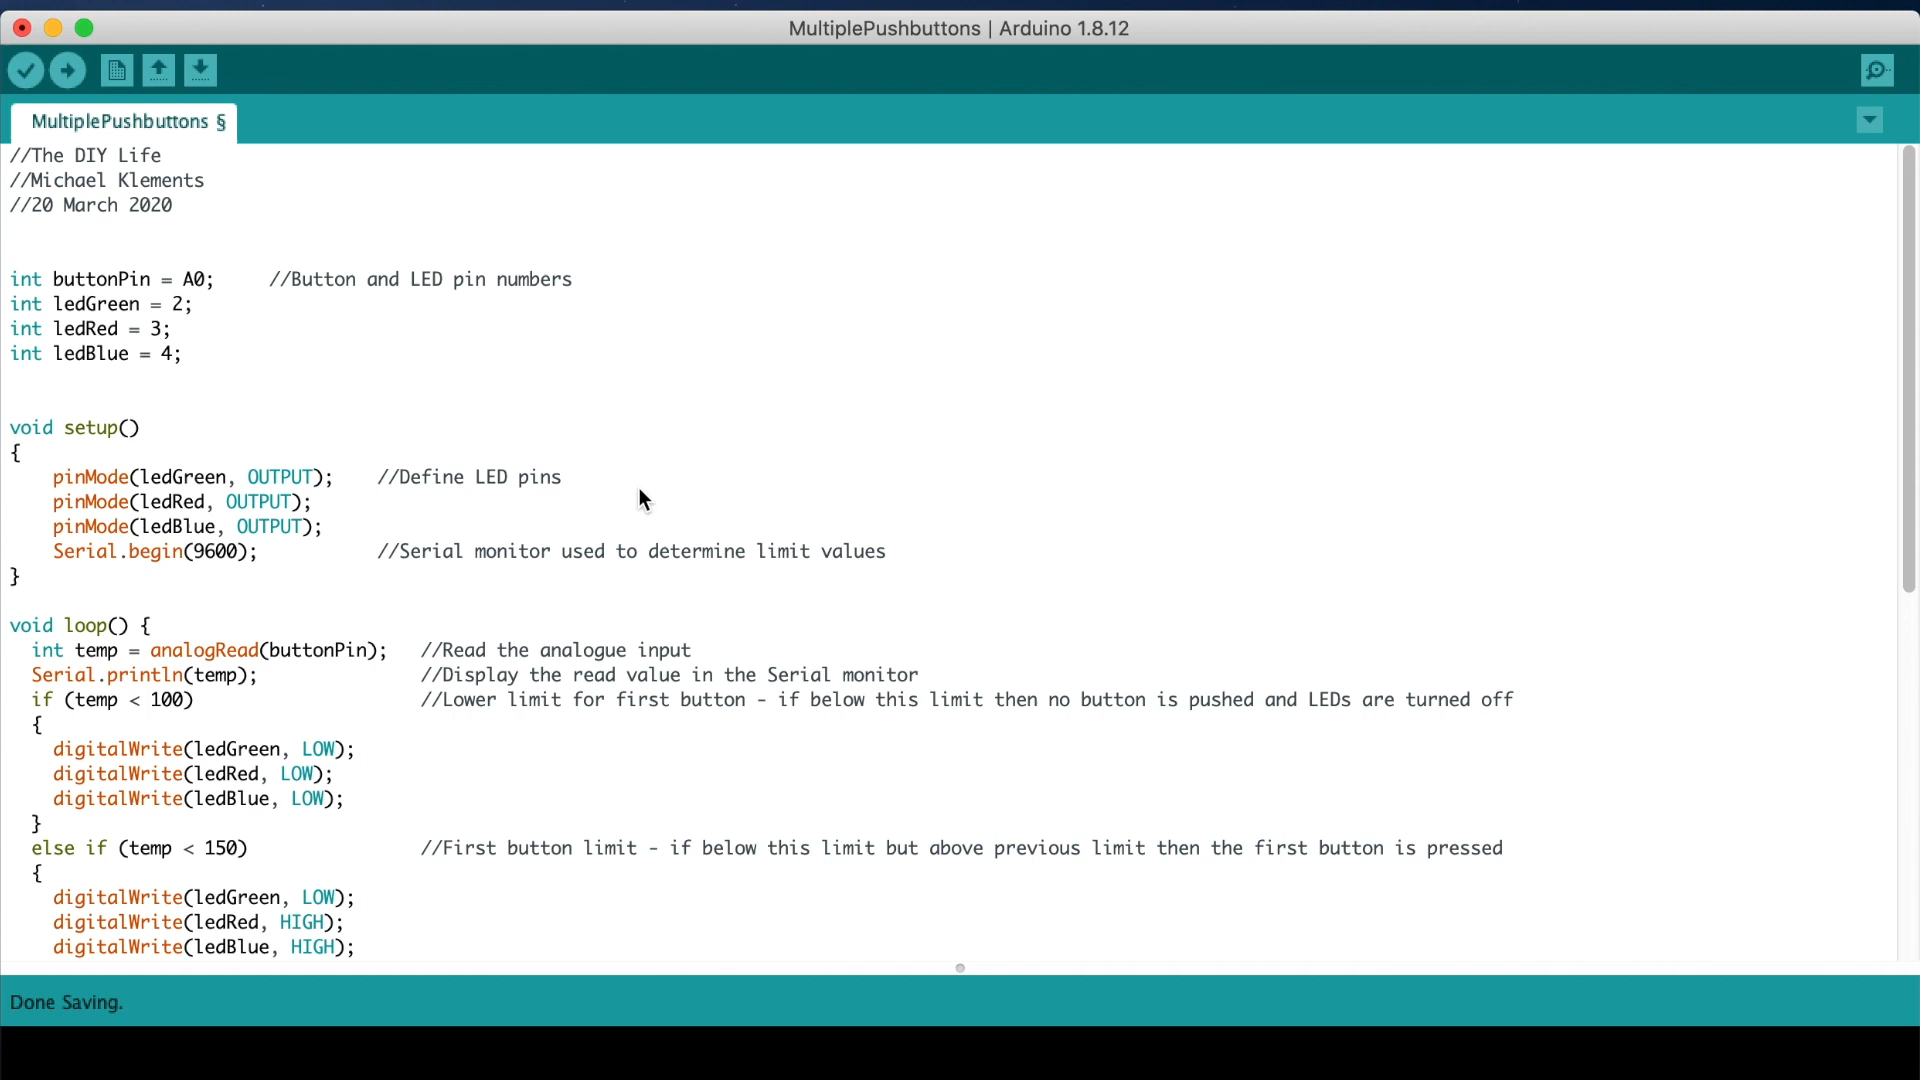 MultiplePushbuttons | Arduino 1.8.12
MultiplePushbuttons §
//The DIY Life
//Michael Klements
//20 March 2020
int buttonPin = A0;     //Button and LED pin numbers
int ledGreen = 2;
int ledRed = 3;
int ledBlue = 4;
void setup()
{
    pinMode(ledGreen, OUTPUT);    //Define LED pins
    pinMode(ledRed, OUTPUT);
    pinMode(ledBlue, OUTPUT);
    Serial.begin(9600);           //Serial monitor used to determine limit values
}
void loop() {
  int temp = analogRead(buttonPin);   //Read the analogue input
  Serial.println(temp);               //Display the read value in the Serial monitor
  if (temp < 100)                     //Lower limit for first button - if below this limit then no button is pushed and LEDs are turned off
  {
    digitalWrite(ledGreen, LOW);
    digitalWrite(ledRed, LOW);
    digitalWrite(ledBlue, LOW);
  }
  else if (temp < 150)                //First button limit - if below this limit but above previous limit then the first button is pressed
  {
    digitalWrite(ledGreen, LOW);
    digitalWrite(ledRed, HIGH);
    digitalWrite(ledBlue, HIGH);
Done Saving.